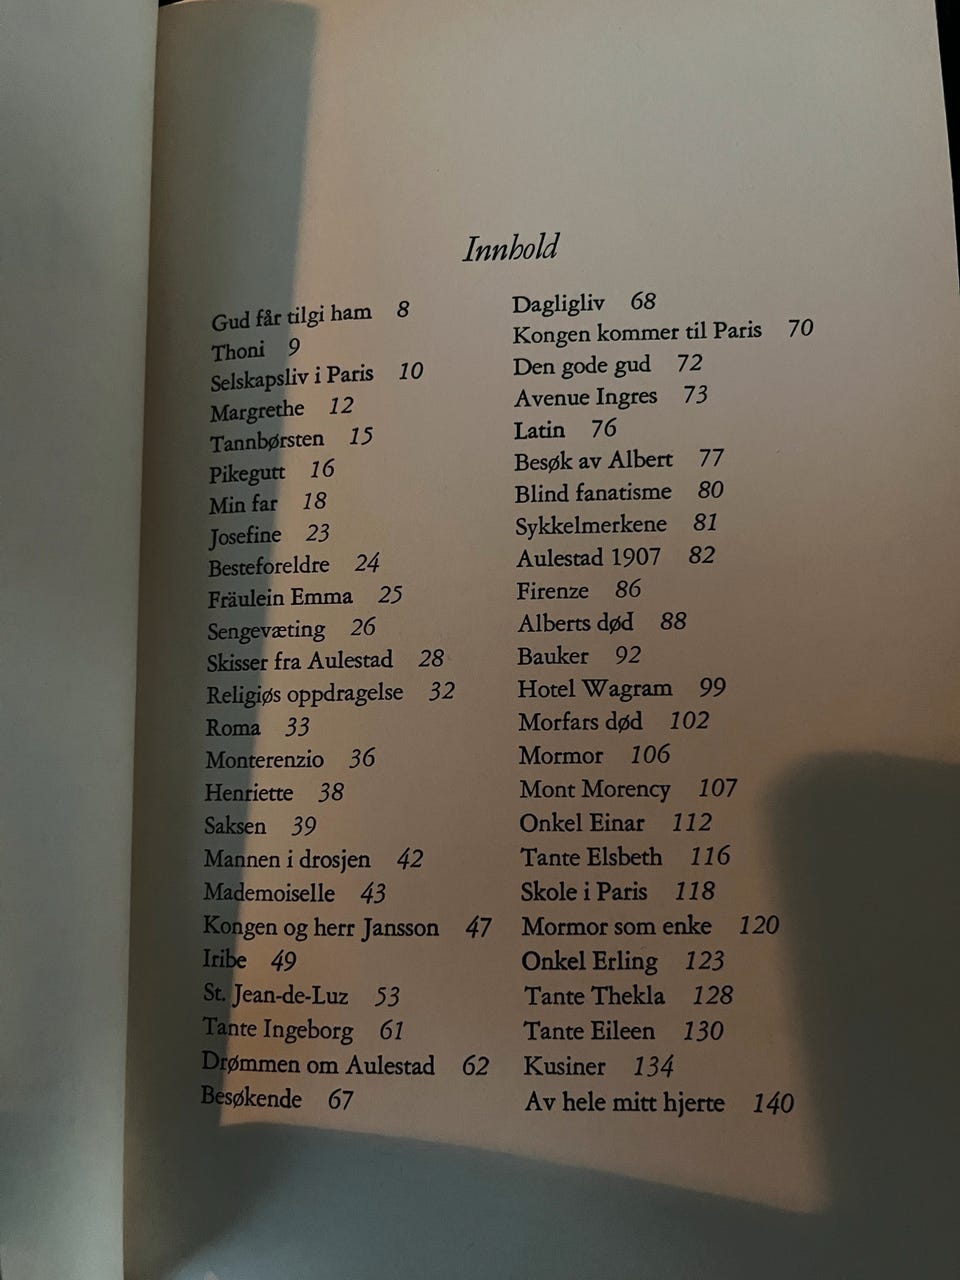 Innhold
Gud får tilgi ham 8
Thoni 9
Selskapsliv i Paris 10
Margrethe 12
Tannbørsten 15
Pikegutt 16
Min far 18
Josefine 23
Besteforeldre 24
Fräulein Emma 25
Sengevæting 26
Skisser fra Aulestad 28
Religiøs oppdragelse 32
Roma 33
Monterenzio 36
Henriette 38
Saksen 39
Mannen i drosjen 42
Mademoiselle 43
Kongen og herr Jansson 47
Iribe 49
St. Jean-de-Luz 53
Tante Ingeborg 61
Drømmen om Aulestad 62
Besøkende 67
Dagligliv 68
Kongen kommer til Paris 70
Den gode gud 72
Avenue Ingres 73
Latin 76
Besøk av Albert 77
Blind fanatisme 80
Sykkelmerkene 81
Aulestad 1907 82
Firenze 86
Alberts død 88
Bauker 92
Hotel Wagram 99
Morfars død 102
Mormor 106
Mont Morency 107
Onkel Einar 112
Tante Elsbeth 116
Skole i Paris 118
Mormor som enke 120
Onkel Erling 123
Tante Thekla 128
Tante Eileen 130
Kusiner 134
Av hele mitt hjerte 140